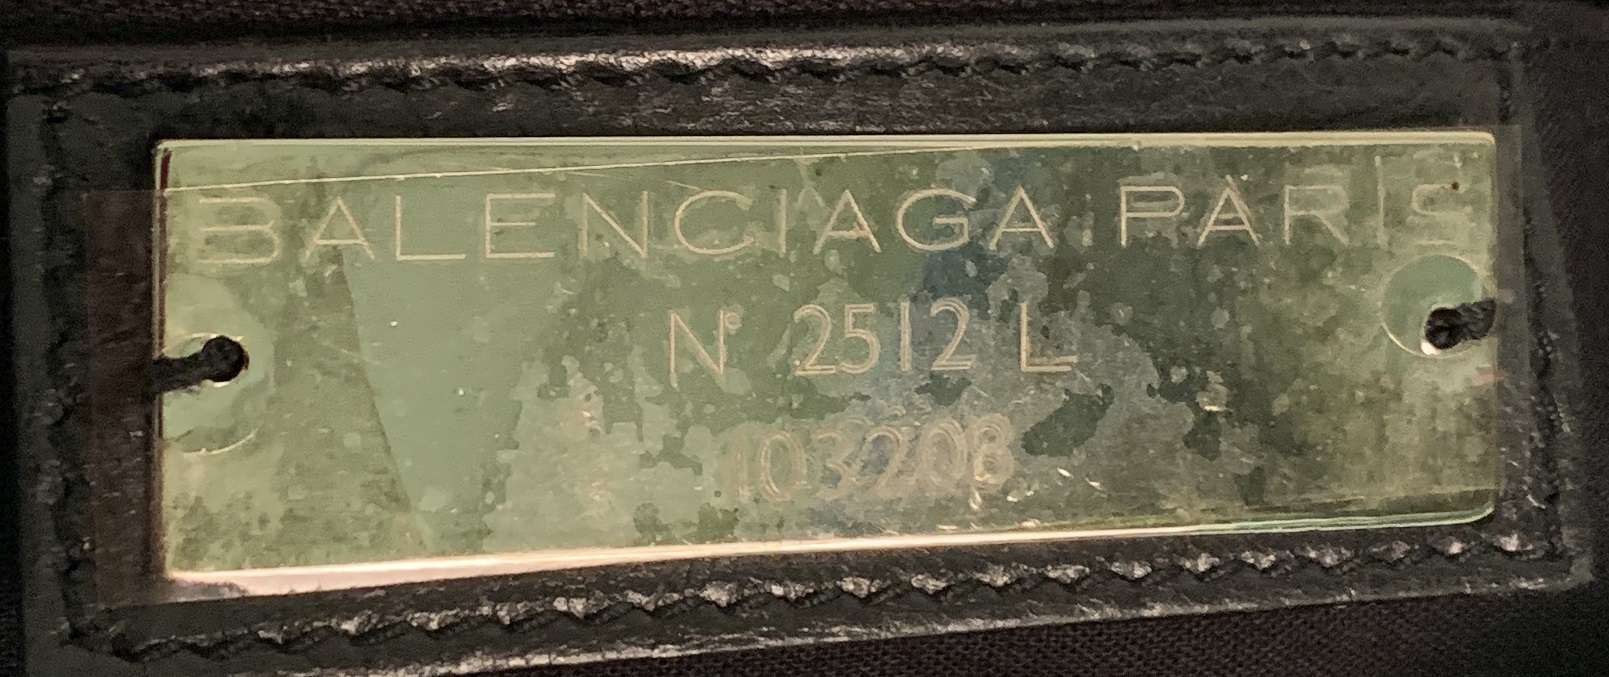 BALENCIAGA PARIS
N° 2512 L
103208